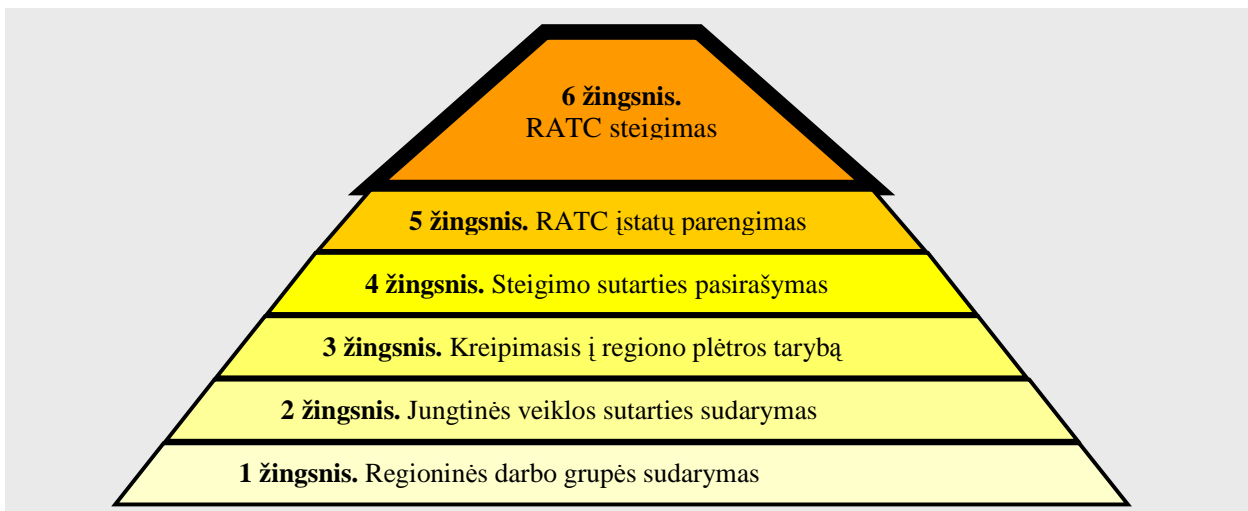 6 žingsnis.
RATC steigimas
5 žingsnis. RATC įstatų parengimas
4 žingsnis. Steigimo sutarties pasirašymas
3 žingsnis. Kreipimasis į regiono plėtros tarybą
2 žingsnis. Jungtinės veiklos sutarties sudarymas
1 žingsnis. Regioninės darbo grupės sudarymas